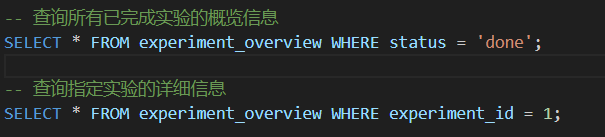 -- 查询所有已完成实验的概览信息
SELECT * FROM experiment_overview WHERE status = 'done';
-- 查询指定实验的详细信息
SELECT * FROM experiment_overview WHERE experiment_id = 1;